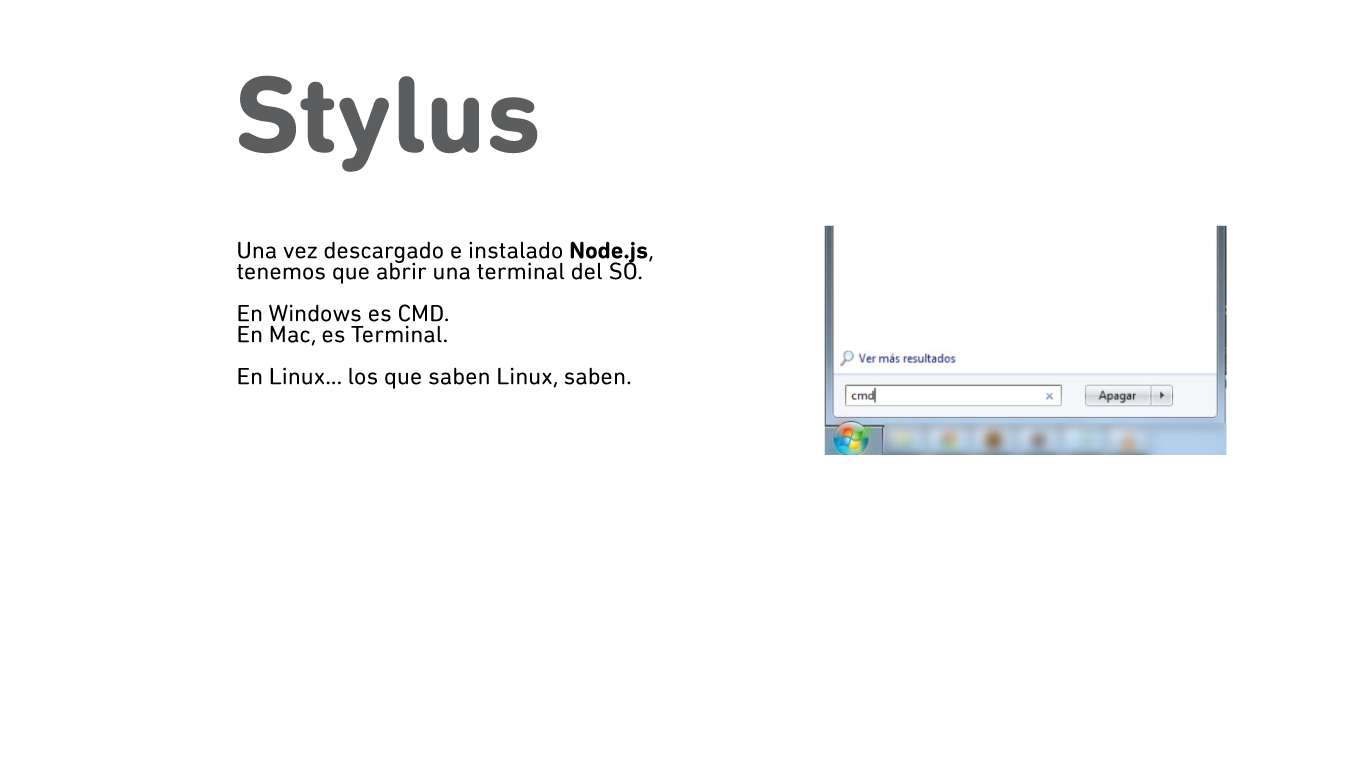 Stylus
Una vez descargado e instalado Node.js,
tenemos que abrir una terminal del SO.
En Windows es CMD.
En Mac, es Terminal.
En Linux... los que saben Linux, saben.
Ver más resultados
cmd
Apagar